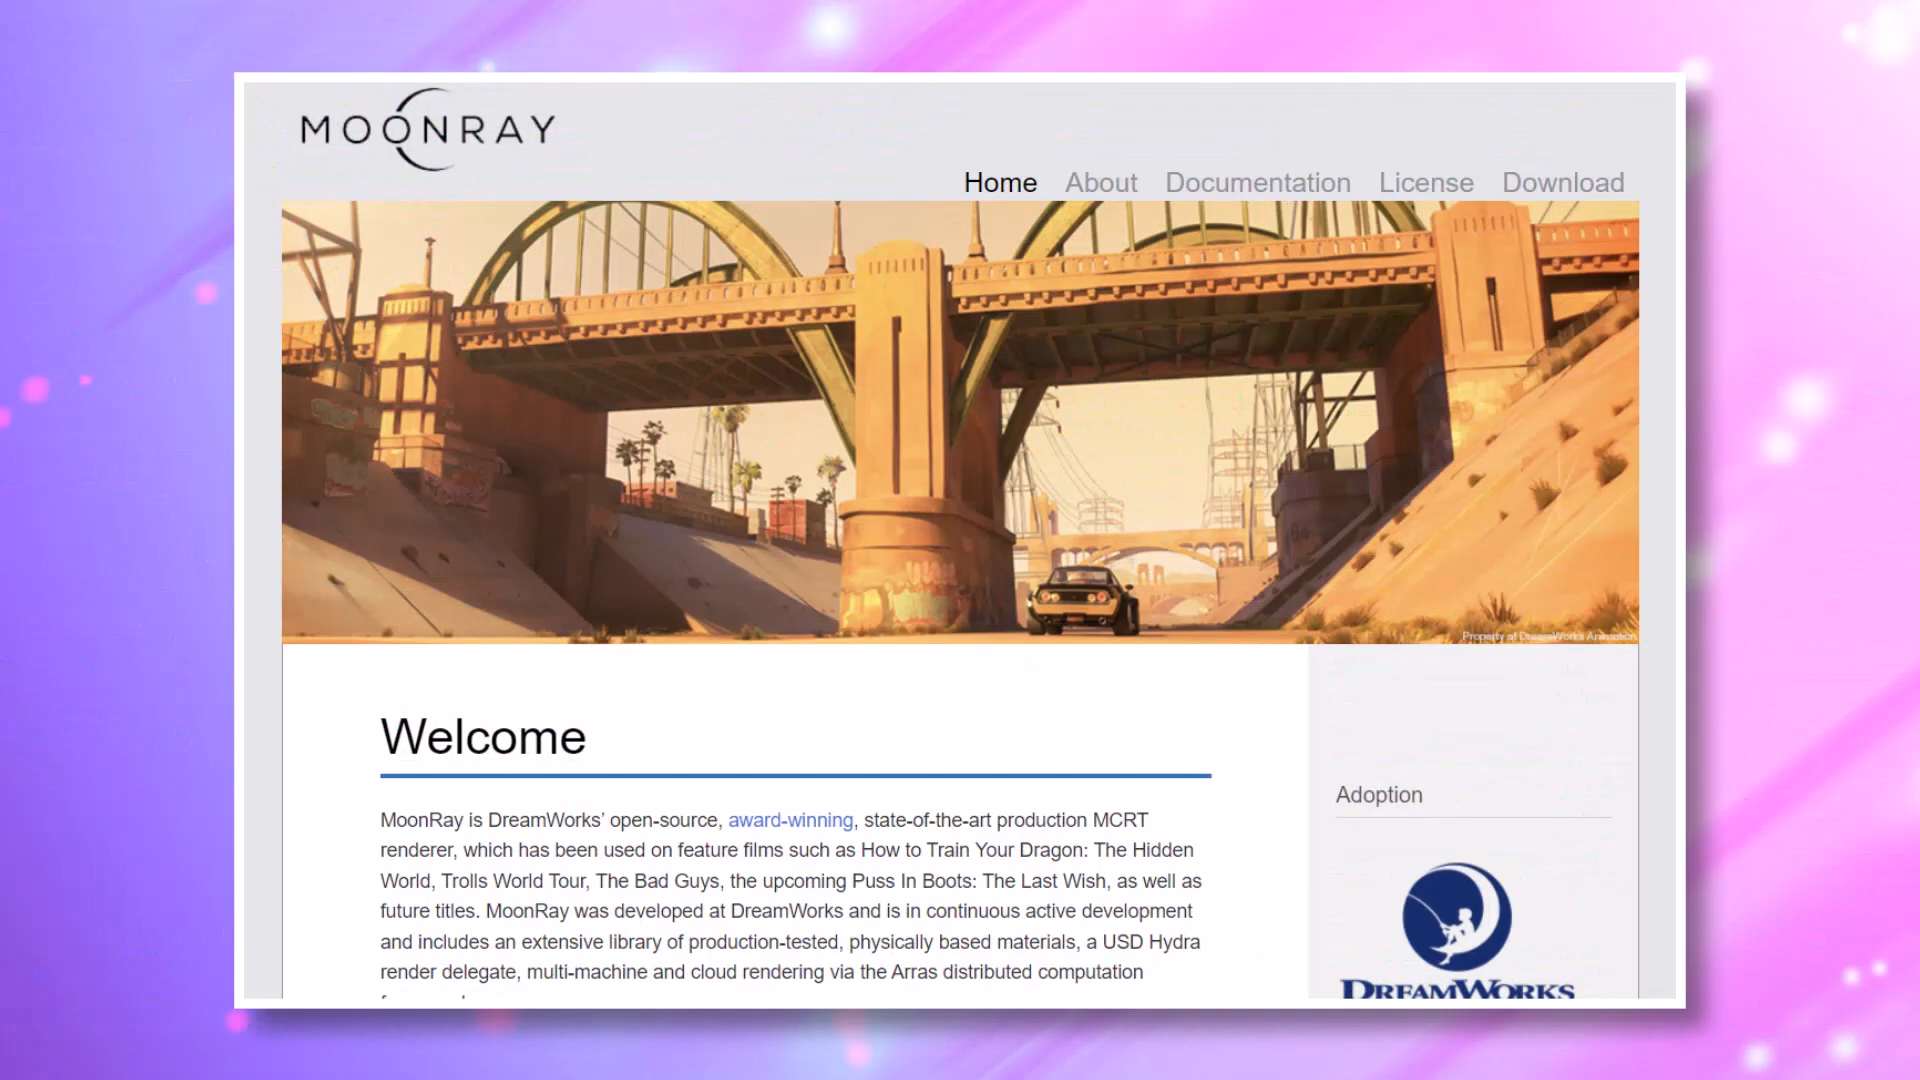 MOONRAY
Home About Documentation License Download
Property of DreamWorks Animation
Welcome
MoonRay is DreamWorks’ open-source, award-winning, state-of-the-art production MCRT
renderer, which has been used on feature films such as How to Train Your Dragon: The Hidden
World, Trolls World Tour, The Bad Guys, the upcoming Puss In Boots: The Last Wish, as well as
future titles. MoonRay was developed at DreamWorks and is in continuous active development
and includes an extensive library of production-tested, physically based materials, a USD Hydra
render delegate, multi-machine and cloud rendering via the Arras distributed computation
Adoption
DREAMWORKS